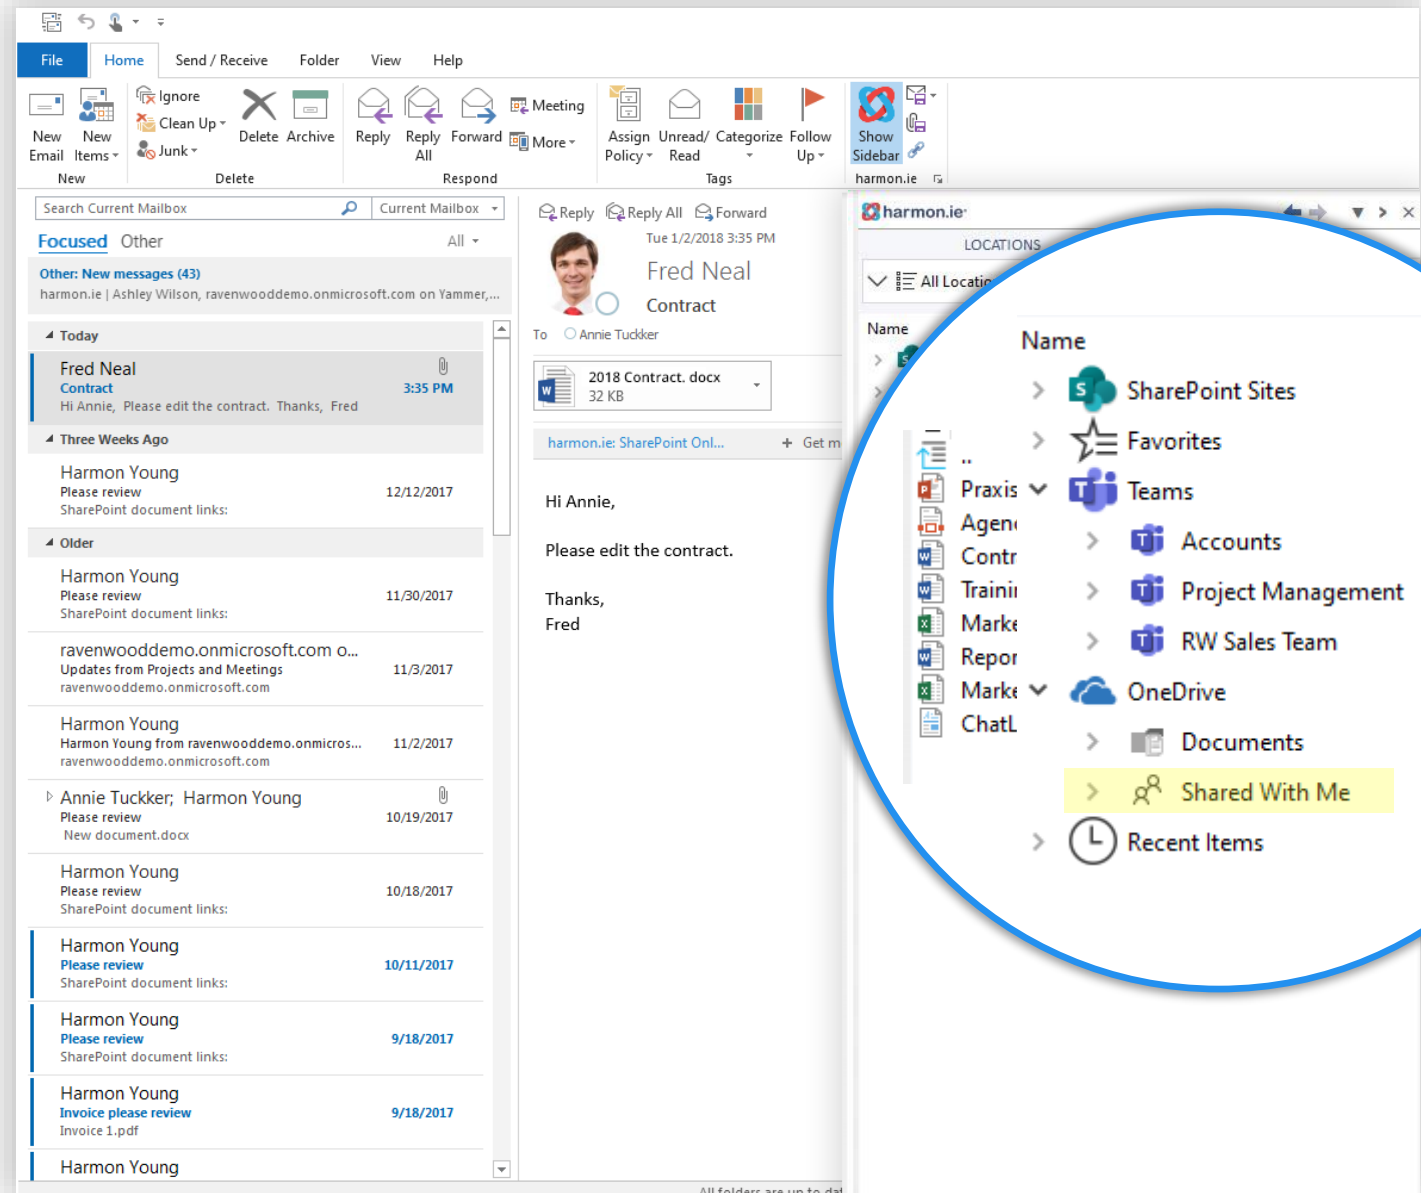 File Home Send / Receive Folder View Help
New Email
New Items
Ignore
Clean Up
Junk
Delete Archive
Reply
Reply All
Forward
Meeting
More
Assign Policy
Unread/ Read
Categorize
Follow Up
Show Sidebar
New Delete Respond Tags harmon.ie
Search Current Mailbox Current Mailbox
Focused Other All
Other: New messages (43)
harmon.ie | Ashley Wilson, ravenwooddemo.onmicrosoft.com on Yammer,...
Today
Fred Neal
Contract 3:35 PM
Hi Annie, Please edit the contract. Thanks, Fred
Three Weeks Ago
Harmon Young
Please review 12/12/2017
SharePoint document links:
Older
Harmon Young
Please review 11/30/2017
SharePoint document links:
ravenwooddemo.onmicrosoft.com o...
Updates from Projects and Meetings 11/3/2017
ravenwooddemo.onmicrosoft.com
Harmon Young
Harmon Young from ravenwooddemo.onmicros... 11/2/2017
ravenwooddemo.onmicrosoft.com
Annie Tuckker; Harmon Young
Please review 10/19/2017
New document.docx
Harmon Young
Please review 10/18/2017
SharePoint document links:
Harmon Young
Please review 10/11/2017
SharePoint document links:
Harmon Young
Please review 9/18/2017
SharePoint document links:
Harmon Young
Invoice please review 9/18/2017
Invoice 1.pdf
Harmon Young
Reply Reply All Forward
Tue 1/2/2018 3:35 PM
Fred Neal
Contract
To Annie Tuckker
2018 Contract. docx
32 KB
harmon.ie: SharePoint Onl... + Get m
Hi Annie,
Please edit the contract.
Thanks,
Fred
All folders are up to dat
harmon.ie
LOCATIONS
All Locatio
Name
..
Praxis
Agen
Contr
Trainin
Marke
Repor
Marke
ChatL
Name
SharePoint Sites
Favorites
Teams
Accounts
Project Management
RW Sales Team
OneDrive
Documents
Shared With Me
Recent Items